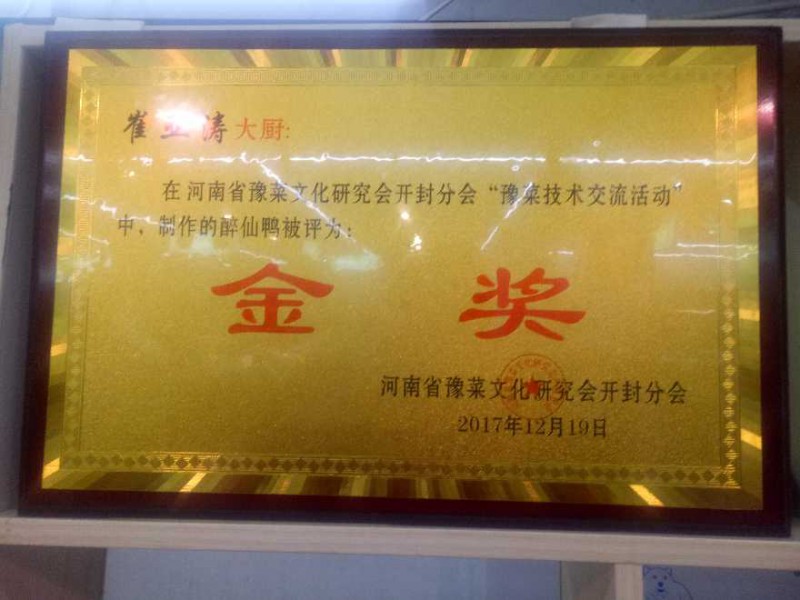 崔亚涛大厨:
在河南省豫菜文化研究会开封分会“豫菜技术交流活动”
中，制作的醉仙鸭被评为:
金奖
河南省豫菜文化研究会开封分会
2017年12月19日